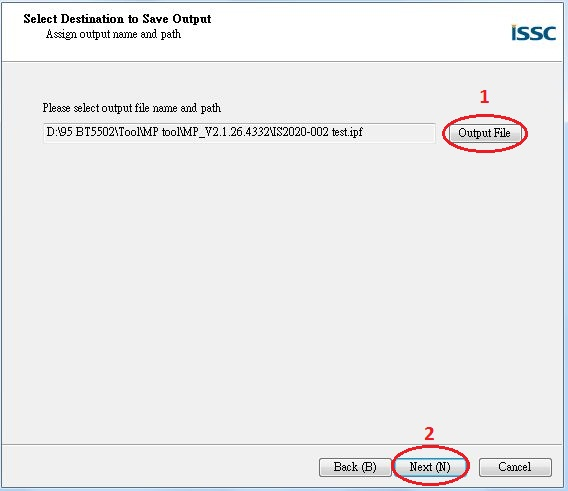 Select Destination to Save Output
Assign output name and path
ISSC
1
Please select output file name and path
D:\95 BT5502\Tool\MP tool\MP_V2.1.26.4332\IS2020-002 test.ipf
Output File
2
Back (B)
Next (N)
Cancel